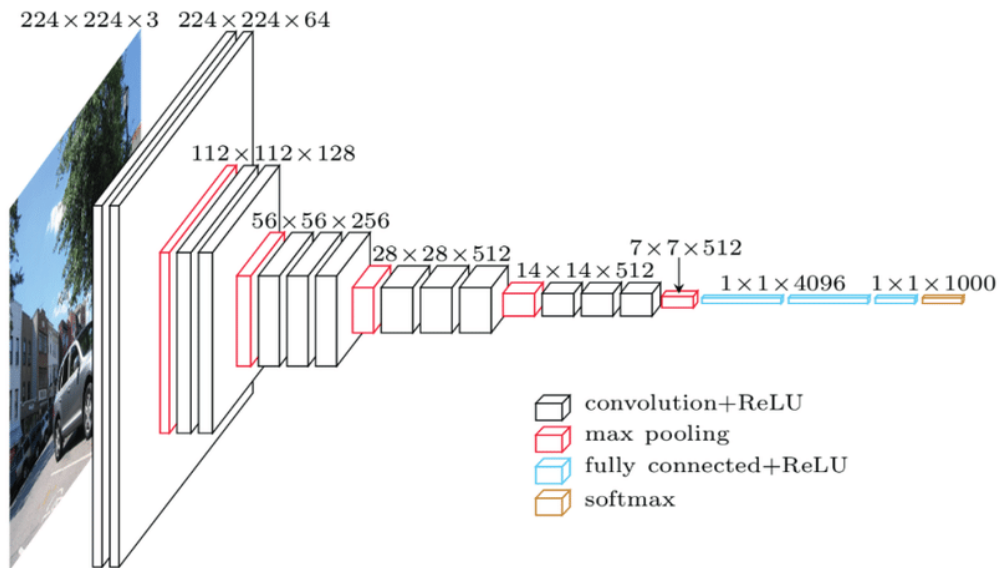 224×224×3
224×224×64
112×112×128
56×56×256
28×28×512
14×14×512
7×7×512
1×1×4096
1×1×1000
convolution+ReLU
max pooling
fully connected+ReLU
softmax